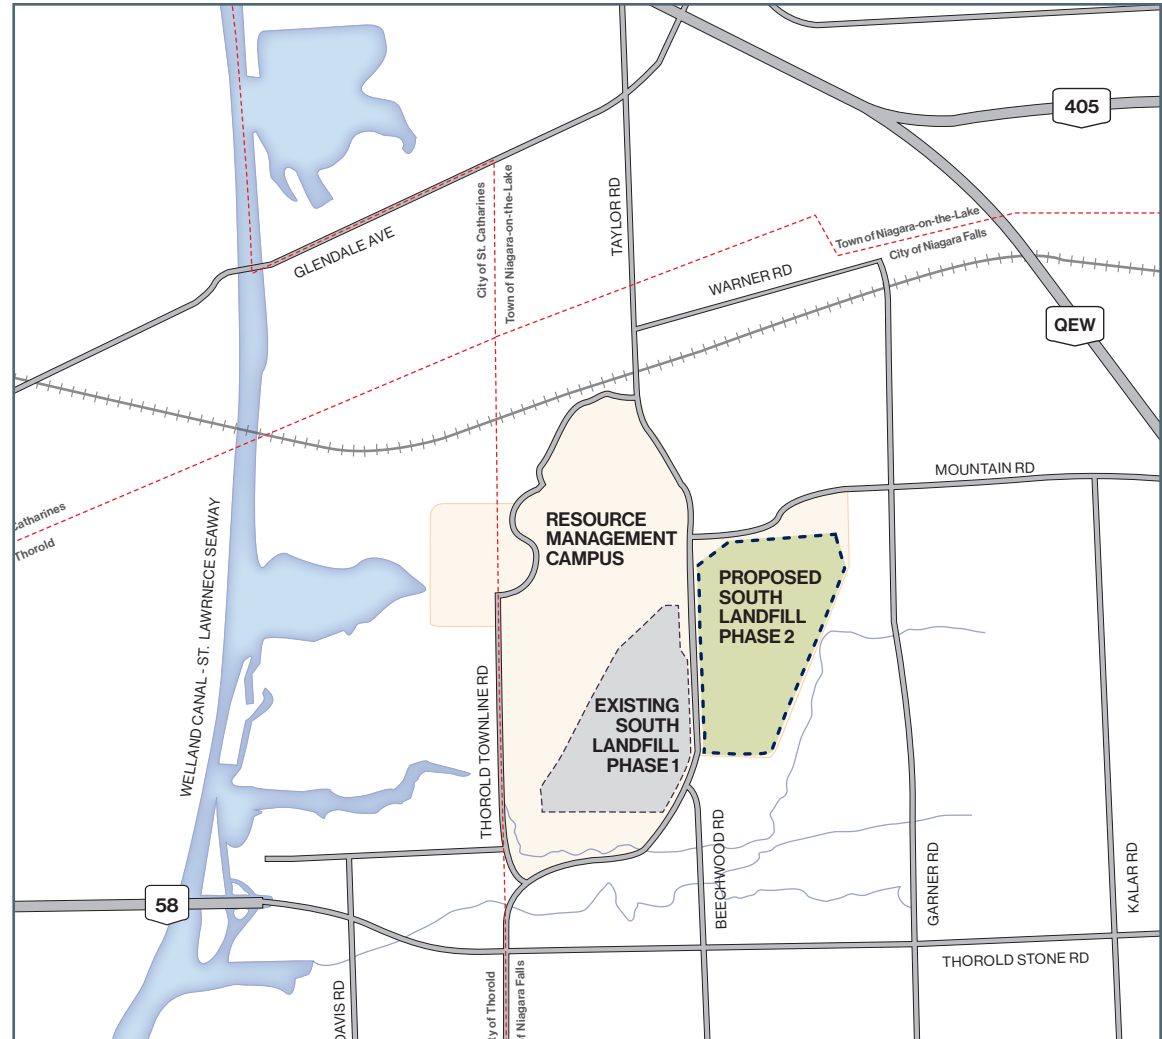 405
City of St. Catharines
Town of Niagara-on-the-Lake
TAYLOR RD
GLENDALE AVE
Town of Niagara-on-the-Lake
City of Niagara Falls
WARNER RD
QEW
MOUNTAIN RD
Catharines
Thorold
WELLAND CANAL - ST. LAWRNECE SEAWAY
RESOURCE
MANAGEMENT
CAMPUS
PROPOSED
SOUTH
LANDFILL
PHASE 2
EXISTING
SOUTH
LANDFILL
PHASE 1
THOROLD TOWNLINE RD
BEECHWOOD RD
GARNER RD
KALAR RD
58
THOROLD STONE RD
DAVIS RD
ty of Thorold
f Niagara Falls